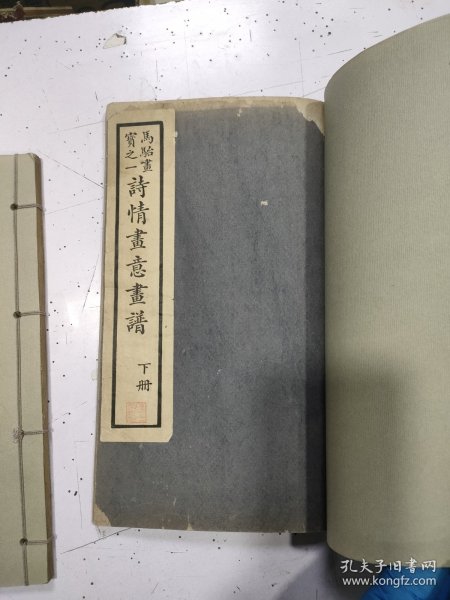 馬駘畫
寳之一
詩情畫意畫譜
下冊
孔夫子旧书网
www.kongfz.com